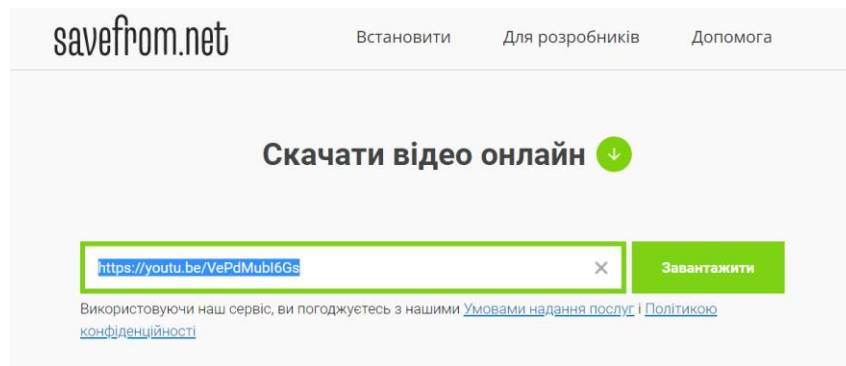 savefrom.net
Встановити Для розробників Допомога
Скачати відео онлайн
https://youtu.be/VePdMubI6Gs
Завантажити
Використовуючи наш сервіс, ви погоджуєтесь з нашими Умовами надання послуг і Політикою
конфіденційності